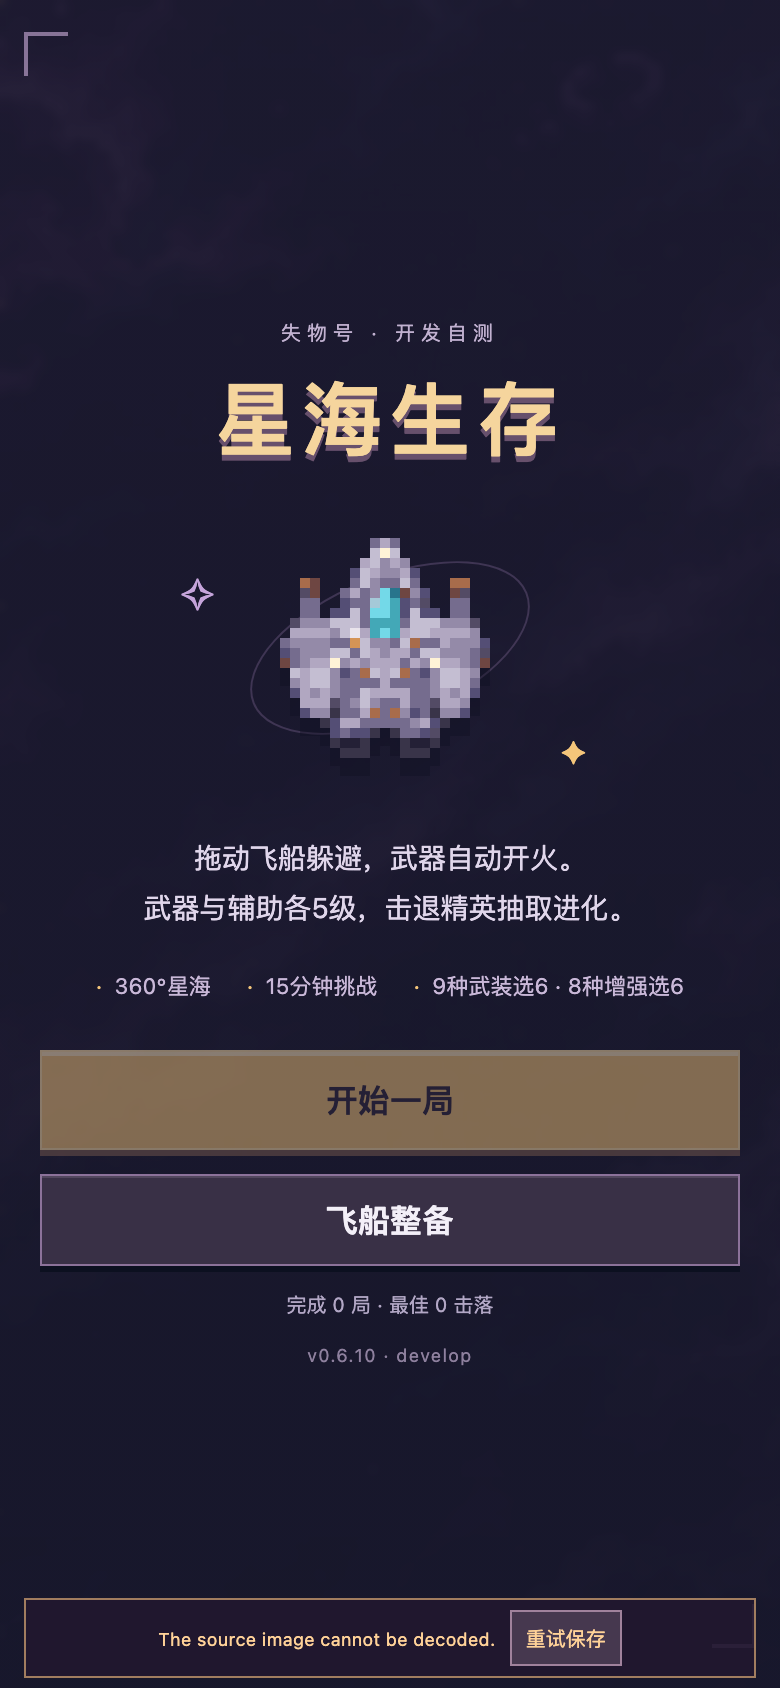 失物号 · 开发自测
星海生存
拖动飞船躲避，武器自动开火。
武器与辅助各5级，击退精英抽取进化。
· 360°星海 · 15分钟挑战 · 9种武装选6 · 8种增强选6
开始一局
飞船整备
完成 0 局 · 最佳 0 击落
v0.6.10 · develop
The source image cannot be decoded. 重试保存